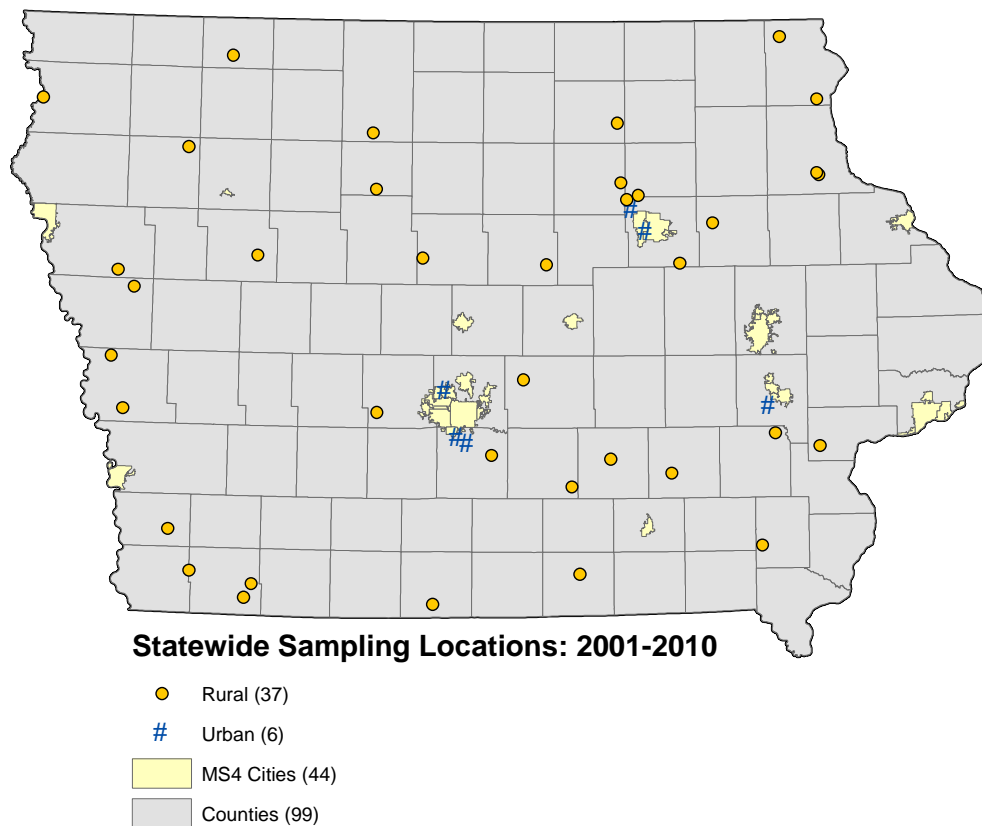 Statewide Sampling Locations: 2001-2010
Rural (37)
# Urban (6)
MS4 Cities (44)
Counties (99)